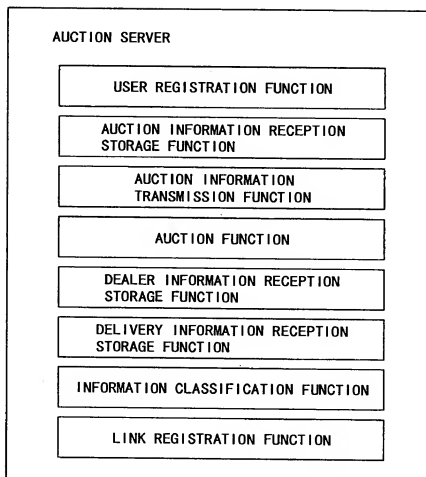 AUCTION SERVER
USER REGISTRATION FUNCTION
AUCTION INFORMATION RECEPTION
STORAGE FUNCTION
AUCTION INFORMATION
TRANSMISSION FUNCTION
AUCTION FUNCTION
DEALER INFORMATION RECEPTION
STORAGE FUNCTION
DELIVERY INFORMATION RECEPTION
STORAGE FUNCTION
INFORMATION CLASSIFICATION FUNCTION
LINK REGISTRATION FUNCTION